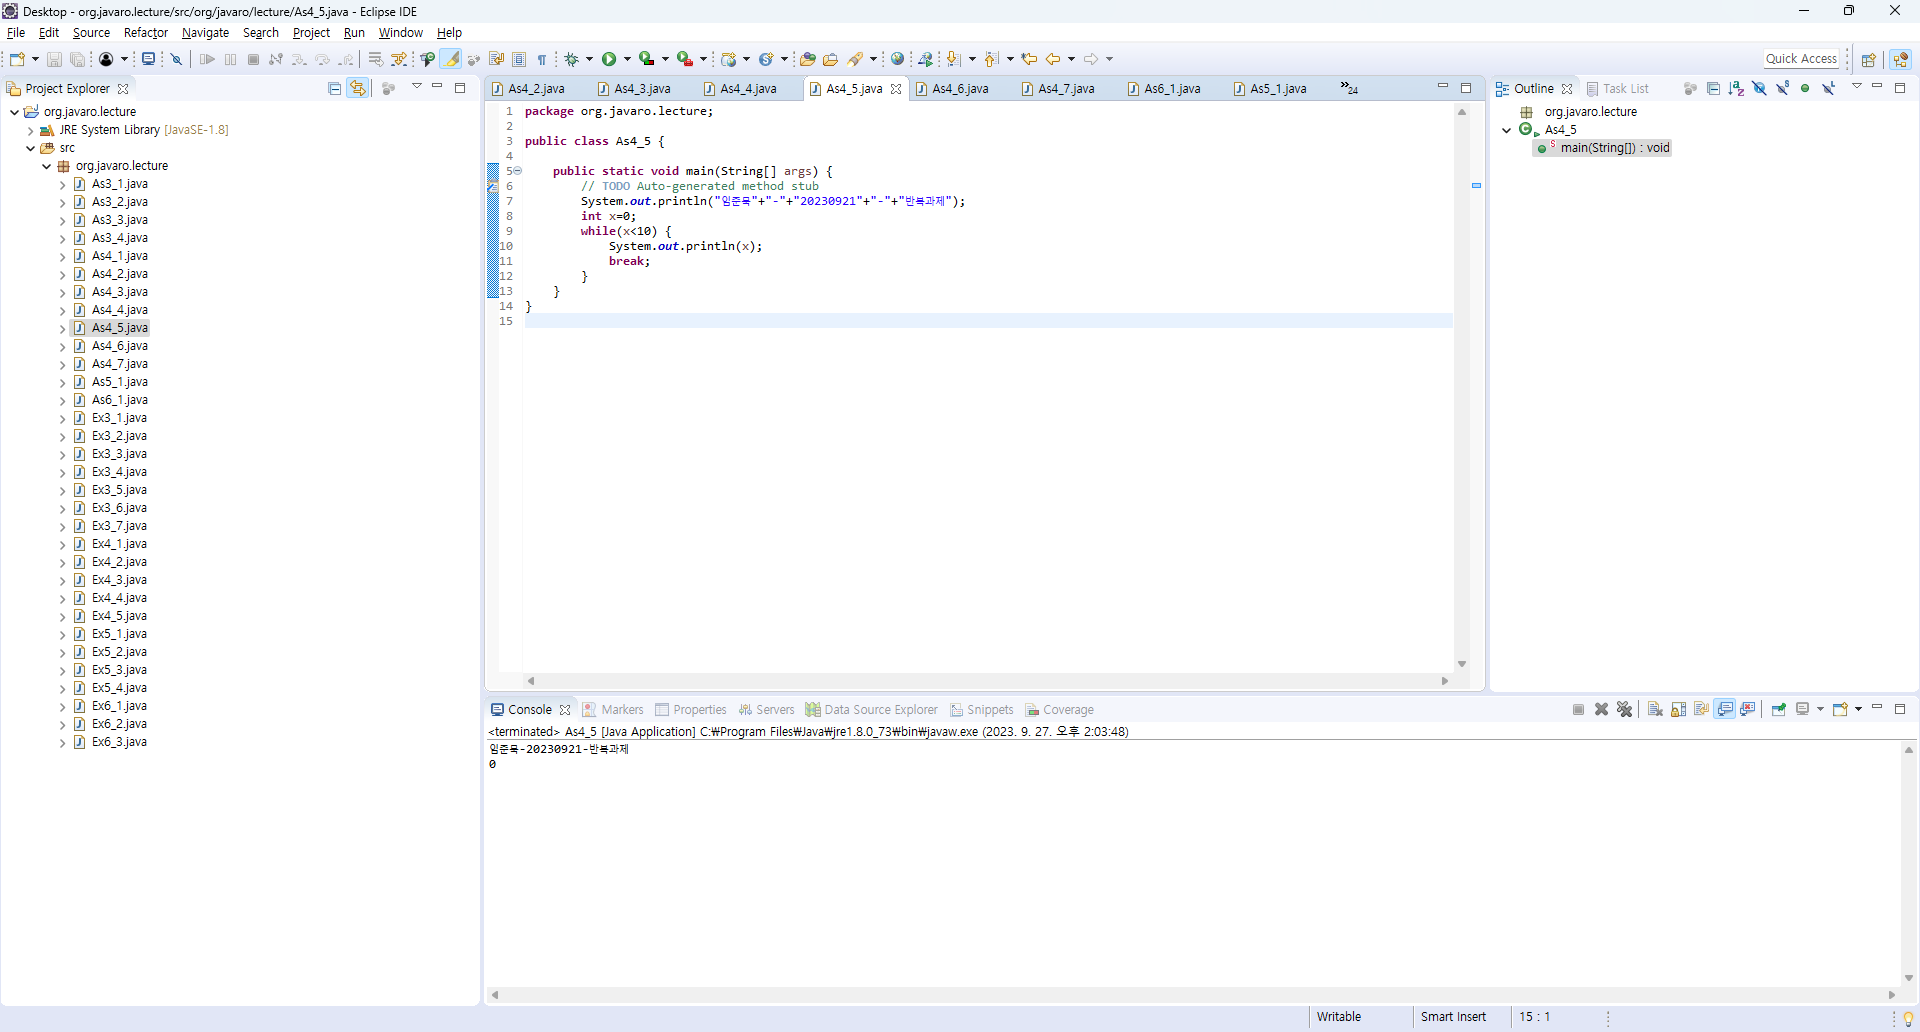 Desktop - org.javaro.lecture/src/org/javaro/lecture/As4_5.java - Eclipse IDE
File Edit Source Refactor Navigate Search Project Run Window Help
Quick Access
Project Explorer
org.javaro.lecture
JRE System Library [JavaSE-1.8]
src
org.javaro.lecture
As3_1.java
As3_2.java
As3_3.java
As3_4.java
As4_1.java
As4_2.java
As4_3.java
As4_4.java
As4_5.java
As4_6.java
As4_7.java
As5_1.java
As6_1.java
Ex3_1.java
Ex3_2.java
Ex3_3.java
Ex3_4.java
Ex3_5.java
Ex3_6.java
Ex3_7.java
Ex4_1.java
Ex4_2.java
Ex4_3.java
Ex4_4.java
Ex4_5.java
Ex5_1.java
Ex5_2.java
Ex5_3.java
Ex5_4.java
Ex6_1.java
Ex6_2.java
Ex6_3.java
As4_2.java As4_3.java As4_4.java As4_5.java As4_6.java As4_7.java As6_1.java As5_1.java »24
1 package org.javaro.lecture;
2
3 public class As4_5 {
4
5 public static void main(String[] args) {
6 // TODO Auto-generated method stub
7 System.out.println("임준묵"+"-"+"20230921"+"-"+"반복과제");
8 int x=0;
9 while(x<10) {
10 System.out.println(x);
11 break;
12 }
13 }
14 }
15
Outline Task List
org.javaro.lecture
As4_5
S main(String[]) : void
Console Markers Properties Servers Data Source Explorer Snippets Coverage
<terminated> As4_5 [Java Application] C:₩Program Files₩Java₩jre1.8.0_73₩bin₩javaw.exe (2023. 9. 27. 오후 2:03:48)
임준묵-20230921-반복과제
0
Writable Smart Insert 15 : 1